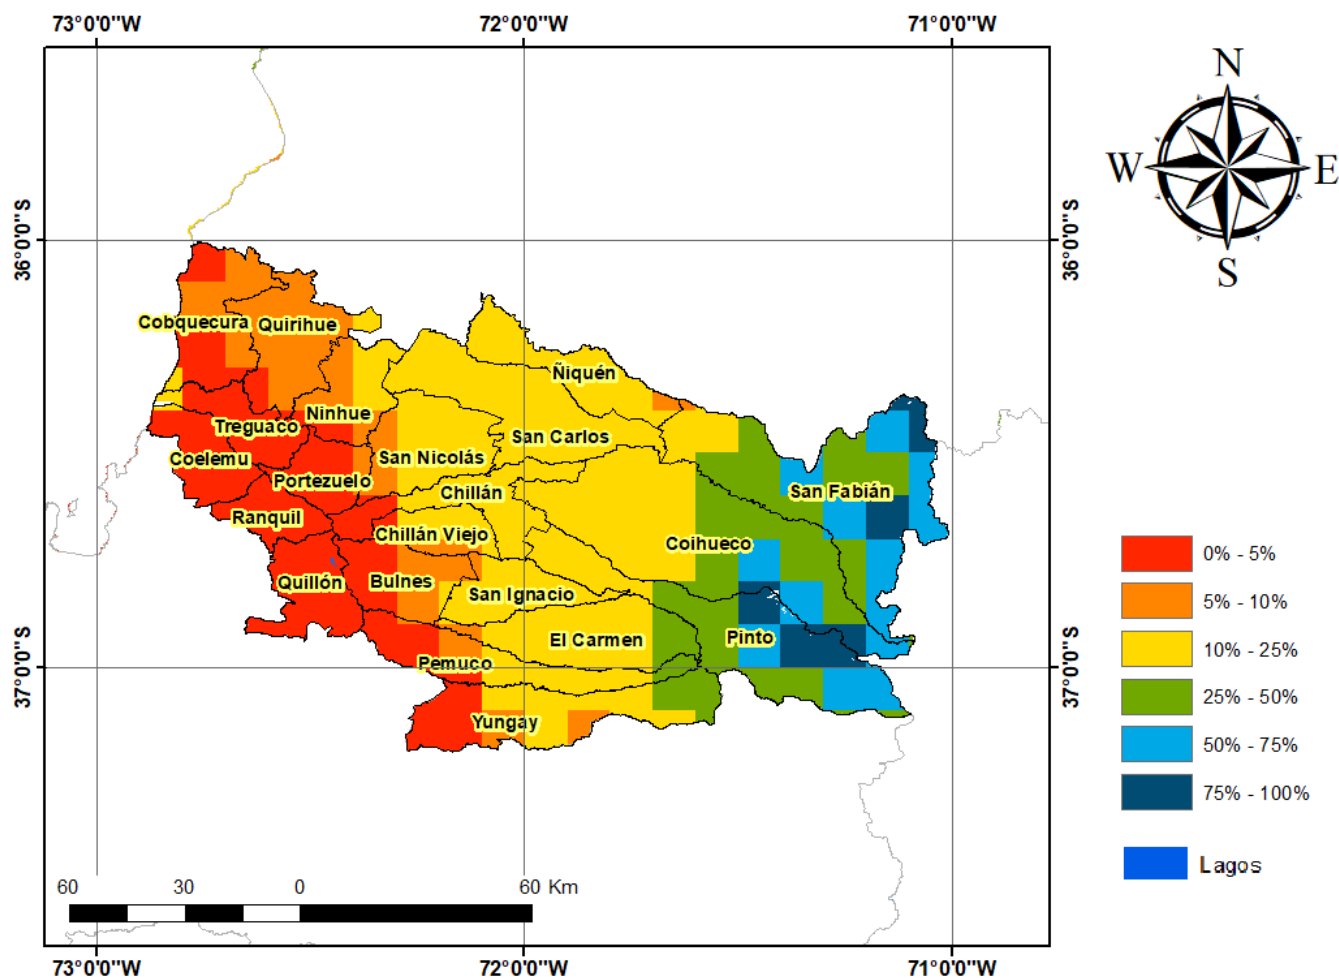 73°0'0"W 72°0'0"W 71°0'0"W
N
W E
S
36°0'0"S 36°0'0"S
Cobquecura Quirihue
Ñiquén
Ninhue
Treguaco San Carlos
Coelemu San Nicolás
Portezuelo Chillán San Fabián
Ranquil
Chillán Viejo Coihueco
Quillón Bulnes San Ignacio
El Carmen Pinto
Pemuco
Yungay
37°0'0"S 37°0'0"S
0% - 5%
5% - 10%
10% - 25%
25% - 50%
50% - 75%
75% - 100%
Lagos
60 30 0 60 Km
73°0'0"W 72°0'0"W 71°0'0"W